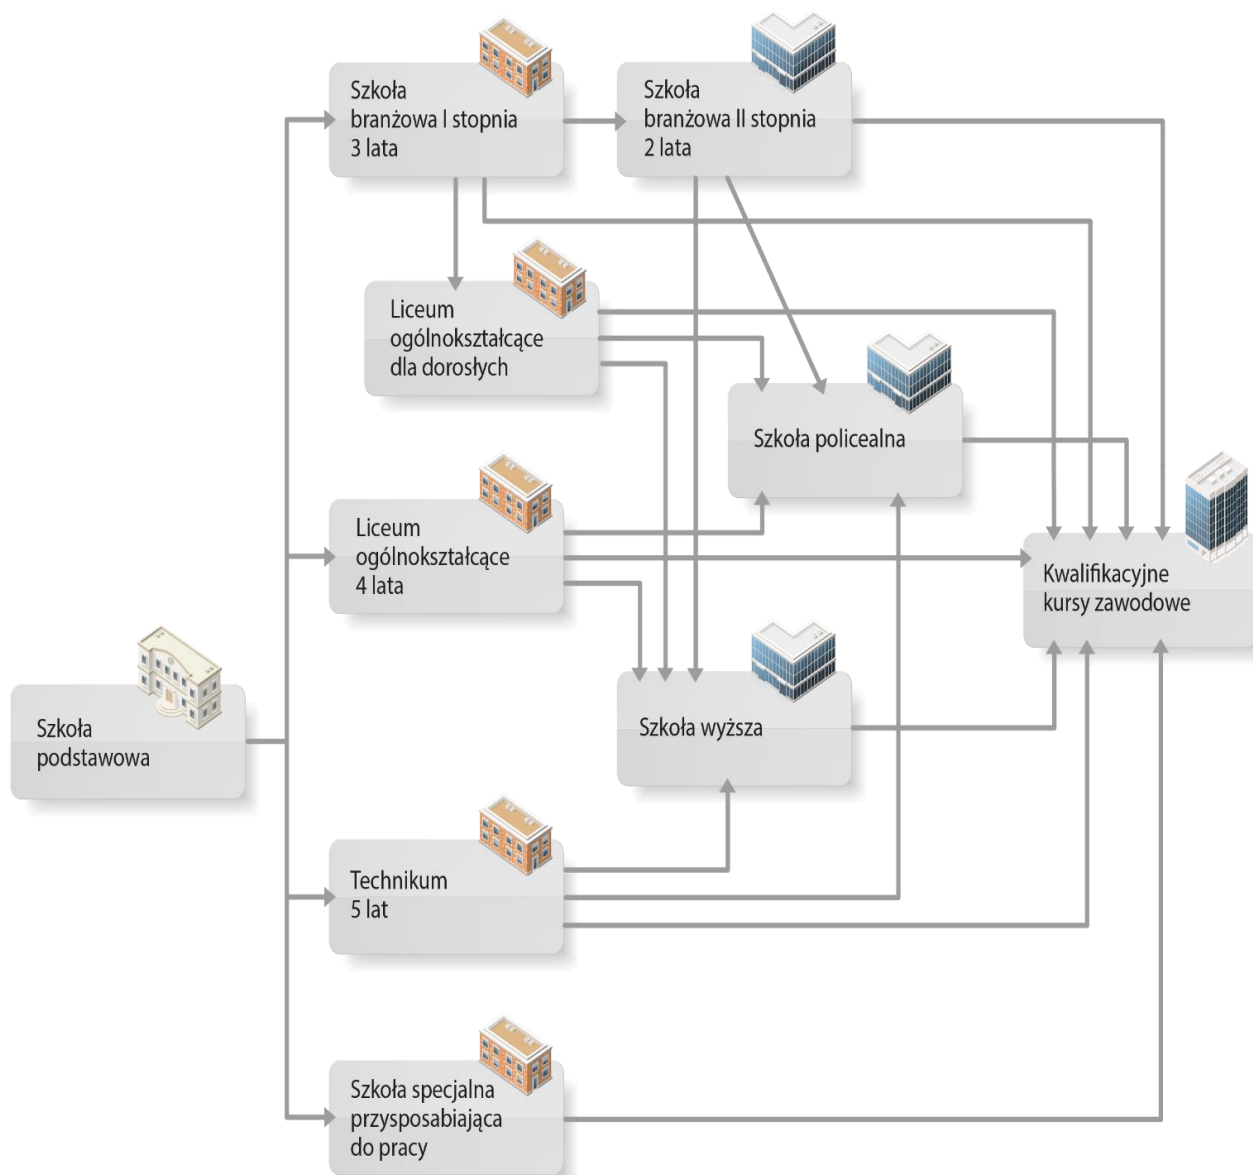 Szkoła
branżowa I stopnia
3 lata
Szkoła
branżowa II stopnia
2 lata
Liceum
ogólnokształcące
dla dorosłych
Szkoła policealna
Liceum
ogólnokształcące
4 lata
Kwalifikacyjne
kursy zawodowe
Szkoła
podstawowa
Szkoła wyższa
Technikum
5 lat
Szkoła specjalna
przysposabiająca
do pracy